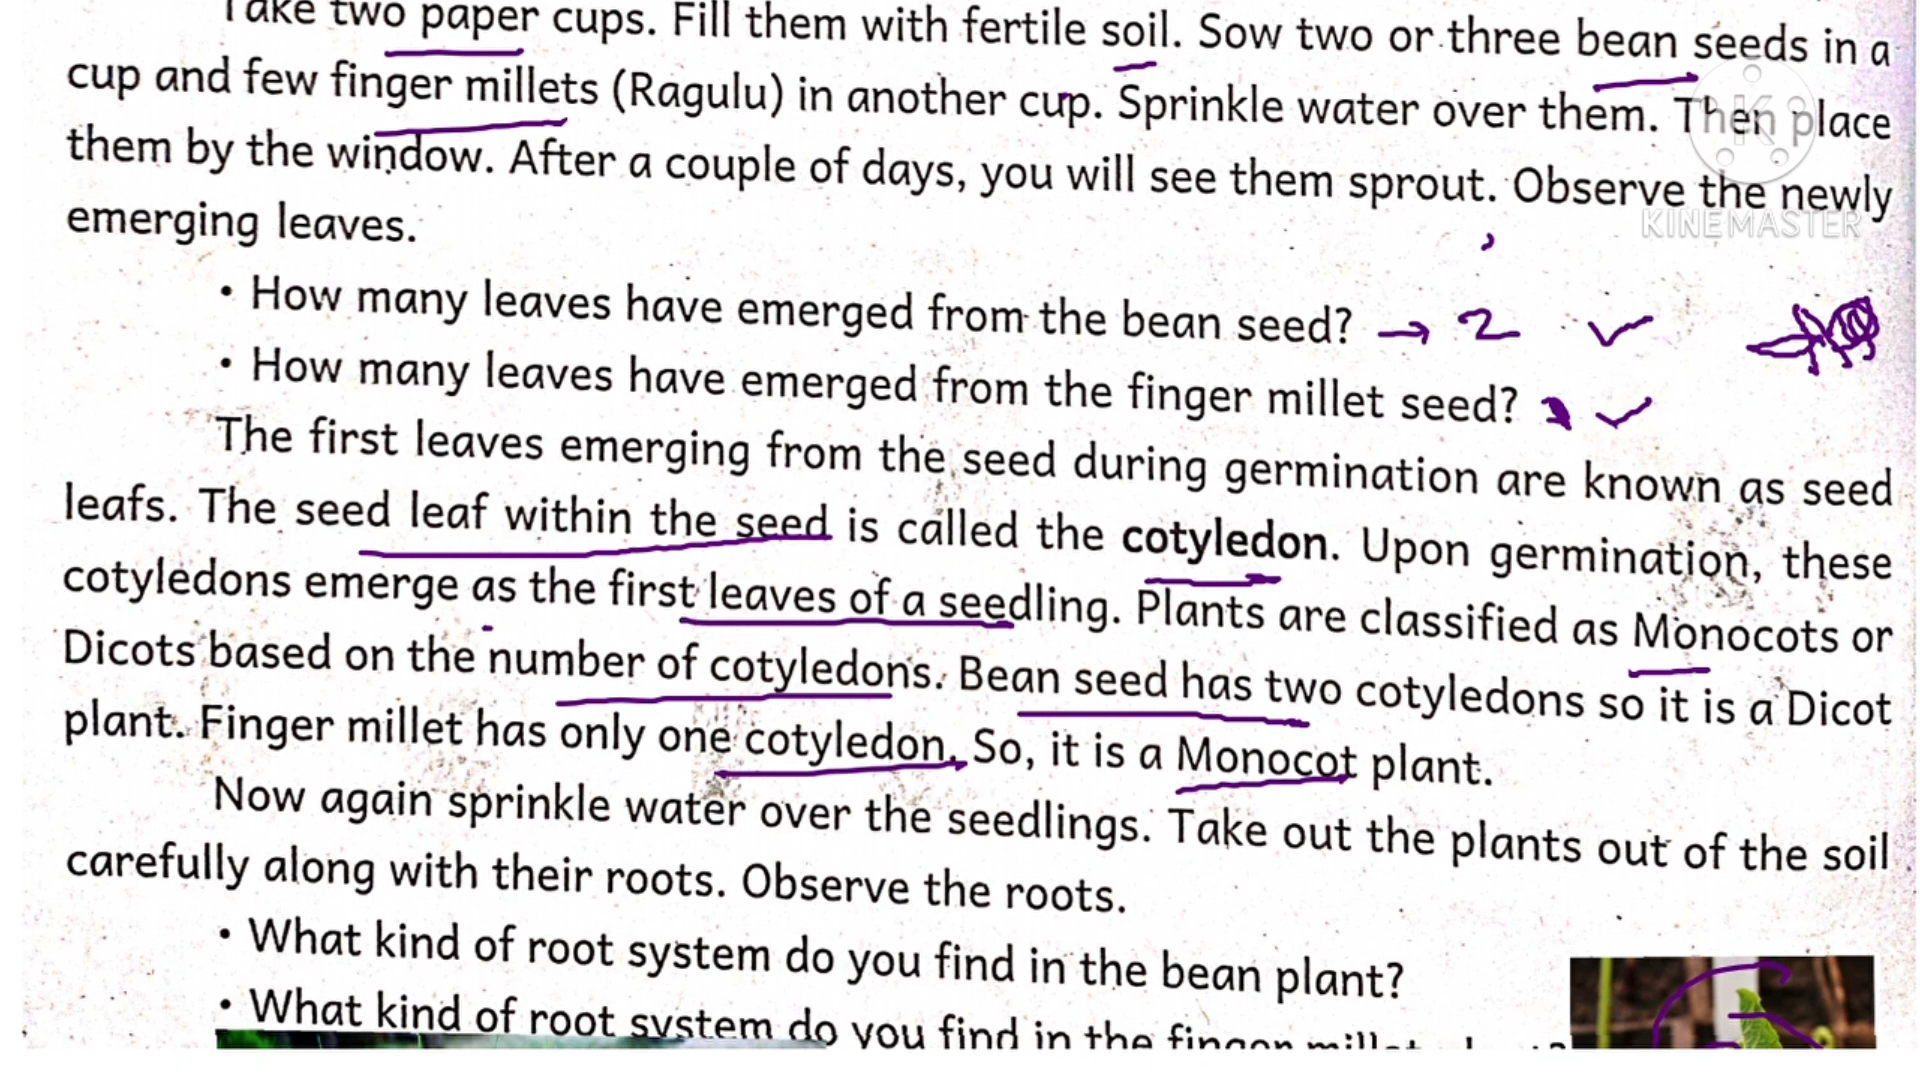 Take two paper cups. Fill them with fertile soil. Sow two or three bean seeds in a
cup and few finger millets (Ragulu) in another cup. Sprinkle water over them. Then place
them by the window. After a couple of days, you will see them sprout. Observe the newly
KINEMASTER
emerging leaves.
• How many leaves have emerged from the bean seed? → 2
• How many leaves have emerged from the finger millet seed?
The first leaves emerging from the seed during germination are known as seed
leafs. The seed leaf within the seed is called the cotyledon. Upon germination, these
cotyledons emerge as the first leaves of a seedling. Plants are classified as Monocots or
Dicots based on the number of cotyledons. Bean seed has two cotyledons so it is a Dicot
plant. Finger millet has only one cotyledon. So, it is a Monocot plant.
Now again sprinkle water over the seedlings. Take out the plants out of the soil
carefully along with their roots. Observe the roots.
• What kind of root system do you find in the bean plant?
• What kind of root system do you find in the finger millet